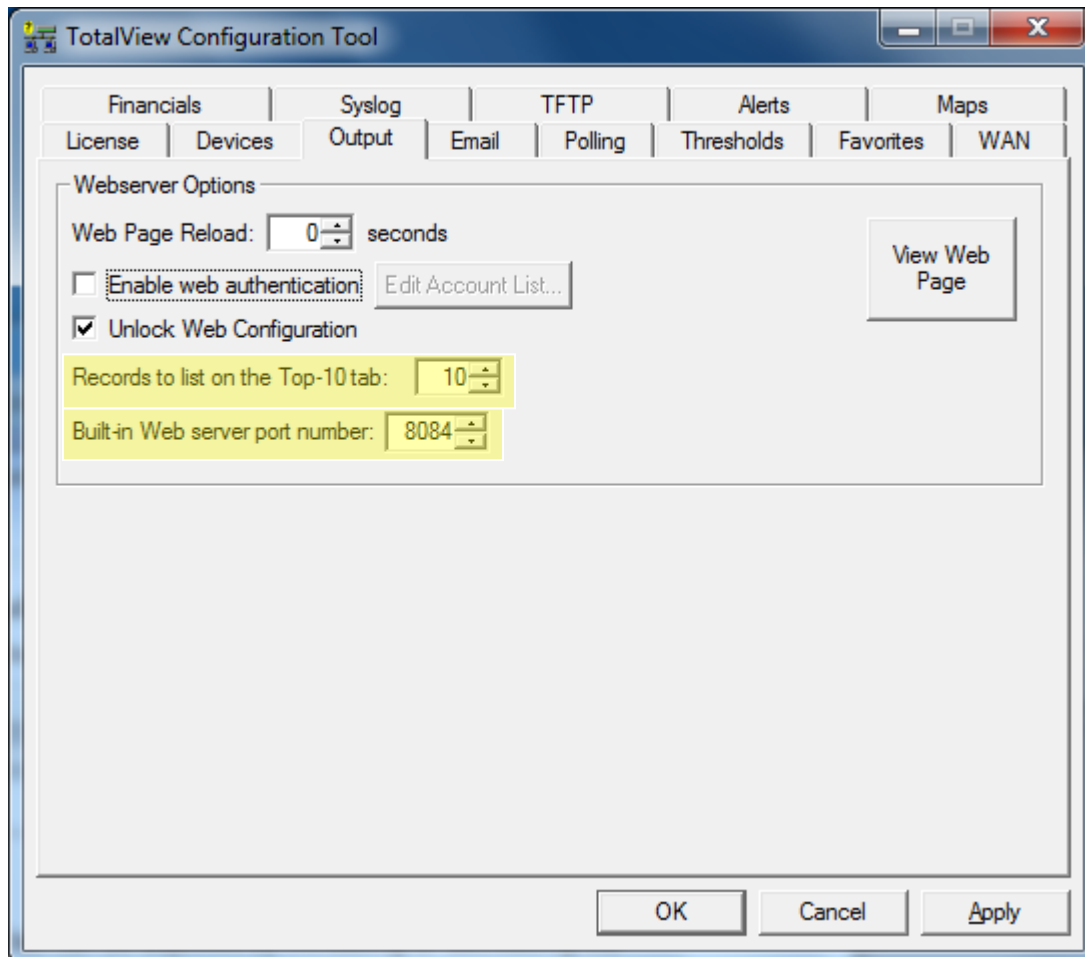 TotalView Configuration Tool
Financials Syslog TFTP Alerts Maps
License Devices Output Email Polling Thresholds Favorites WAN
Webserver Options
Web Page Reload: 0 seconds
View Web
Page
Enable web authentication Edit Account List...
Unlock Web Configuration
Records to list on the Top-10 tab: 10
Built-in Web server port number: 8084
OK Cancel Apply